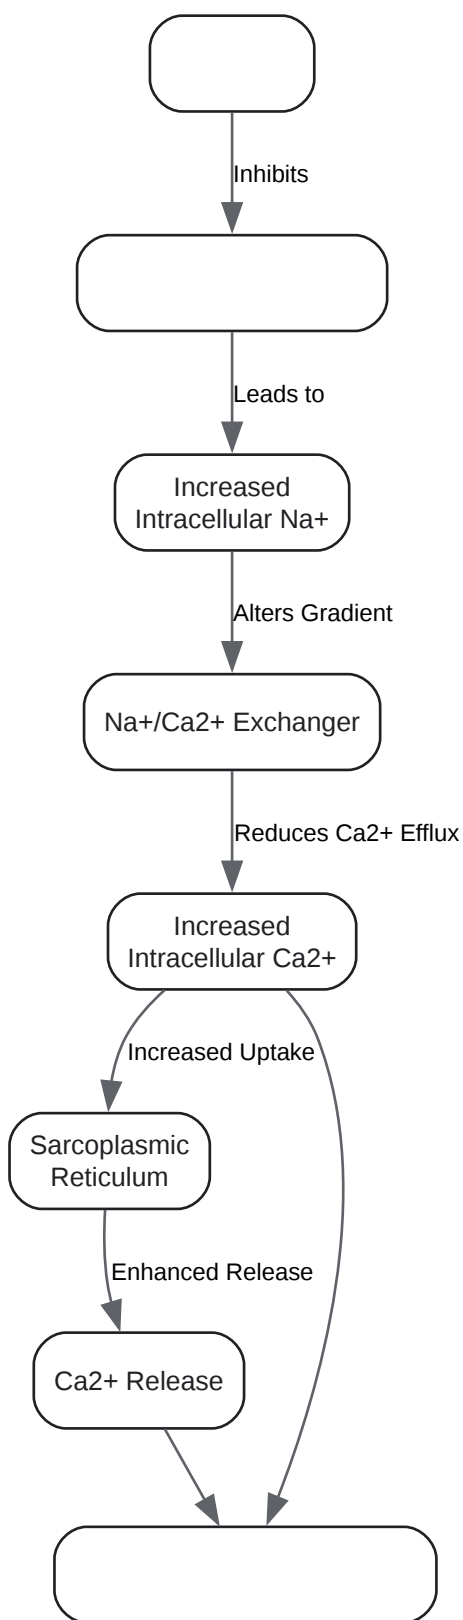 Inhibits
Leads to
Increased
Intracellular Na+
Alters Gradient
Na+/Ca2+ Exchanger
Reduces Ca2+ Efflux
Increased
Intracellular Ca2+
Increased Uptake
Sarcoplasmic
Reticulum
Enhanced Release
Ca2+ Release